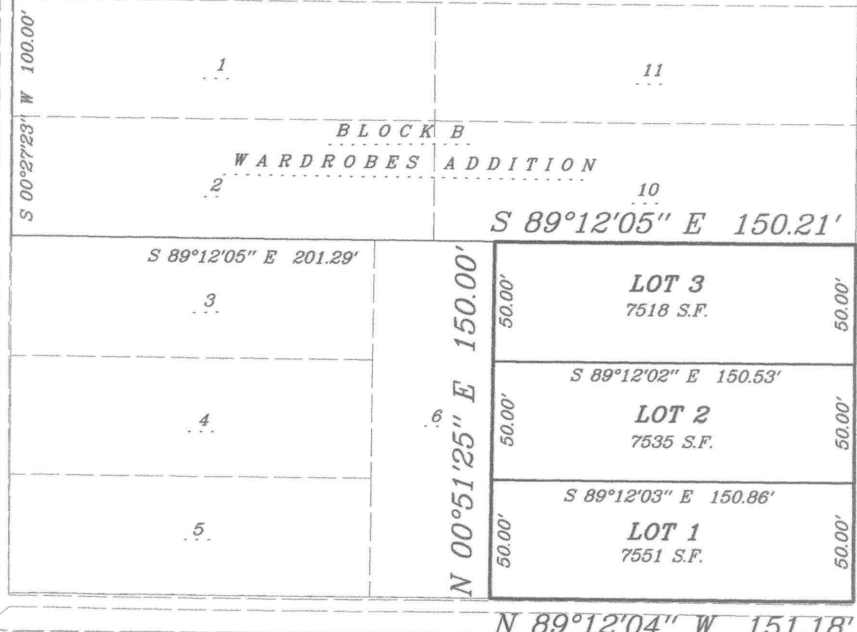 S 00°27'23" W 100.00'
1
11
BLOCK B
WARDROBES ADDITION
2
10
S 89°12'05" E 150.21'
S 89°12'05" E 201.29'
3
N 00°51'25" E 150.00'
50.00'
LOT 3
7518 S.F.
50.00'
S 89°12'02" E 150.53'
4
6
50.00'
LOT 2
7535 S.F.
50.00'
S 89°12'03" E 150.86'
5
50.00'
LOT 1
7551 S.F.
50.00'
N 89°12'04" W 151.18'